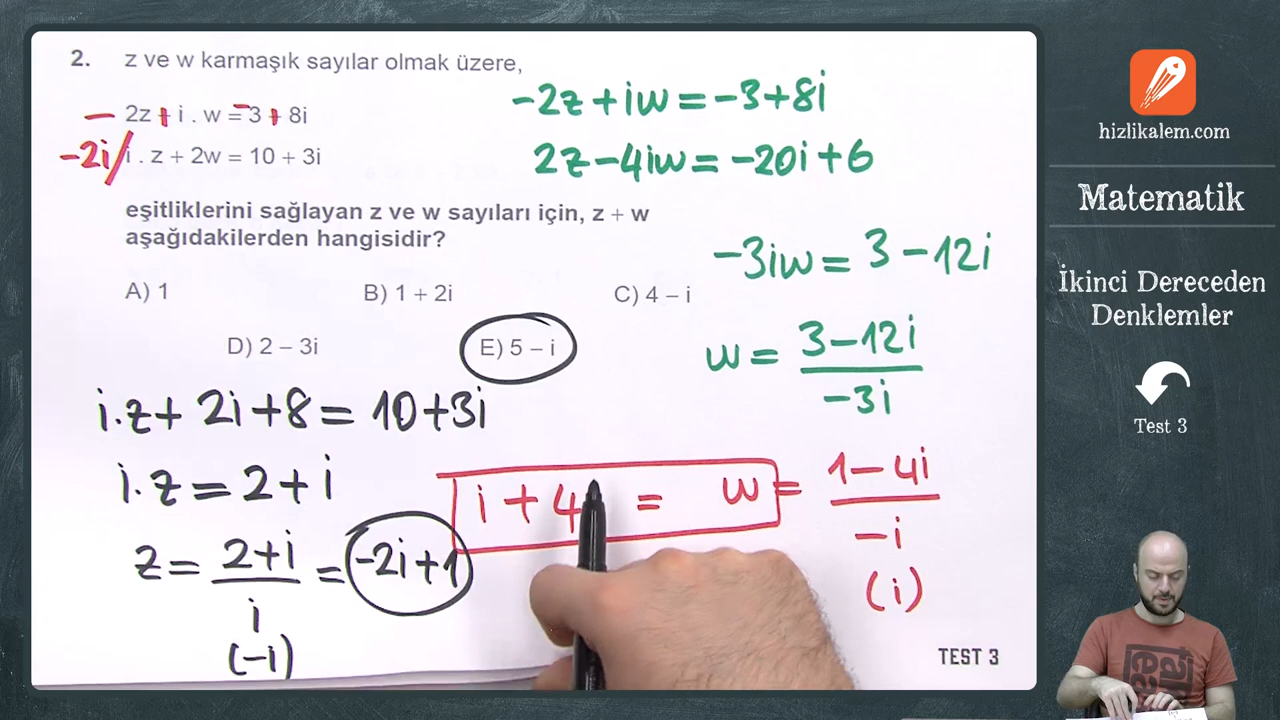 2. z ve w karmaşık sayılar olmak üzere,
- 2z + i . w = -3 + 8i
-2i/ i . z + 2w = 10 + 3i
eşitliklerini sağlayan z ve w sayıları için, z + w
aşağıdakilerden hangisidir?
A) 1 B) 1 + 2i C) 4 – i
D) 2 – 3i E) 5 – i
-2z + iw = -3 + 8i
2z - 4iw = -20i + 6
-3iw = 3 - 12i
w = 3 - 12i
-3i
w = 1 - 4i
-i
(i)
i + 4 =
i.z + 2i + 8 = 10 + 3i
i.z = 2 + i
z = 2 + i = -2i + 1
i
(-i)
TEST 3
hizlikalem.com
Matematik
İkinci Dereceden
Denklemler
Test 3